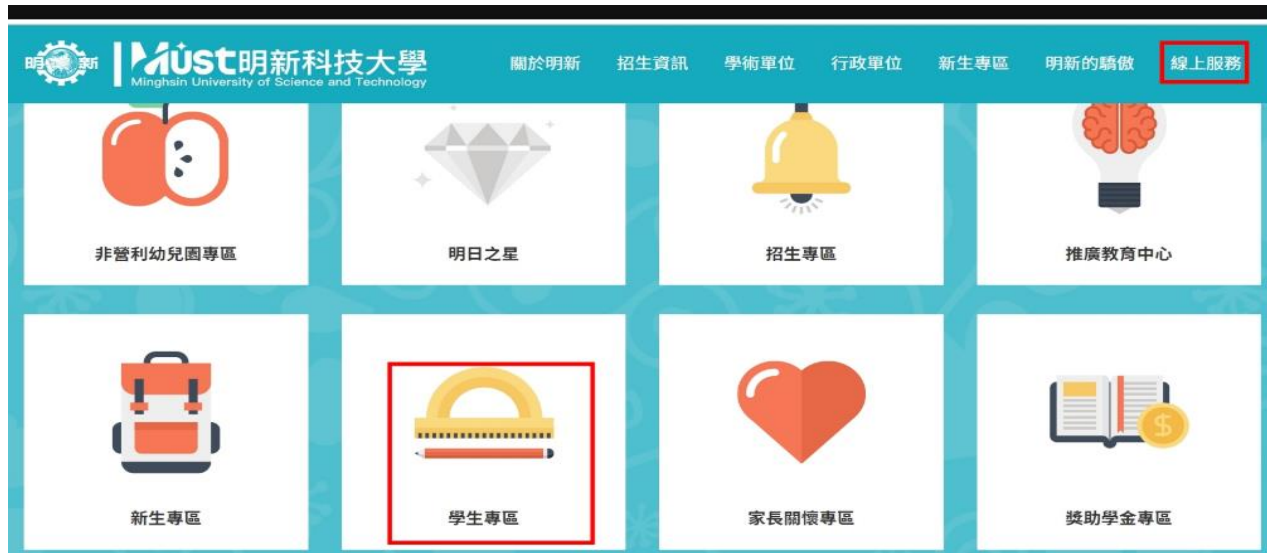 明新
Must明新科技大學
Minghsin University of Science and Technology
關於明新 招生資訊 學術單位 行政單位 新生專區 明新的驕傲 線上服務
非營利幼兒園專區 明日之星 招生專區 推廣教育中心
$
新生專區 學生專區 家長關懷專區 獎助學金專區